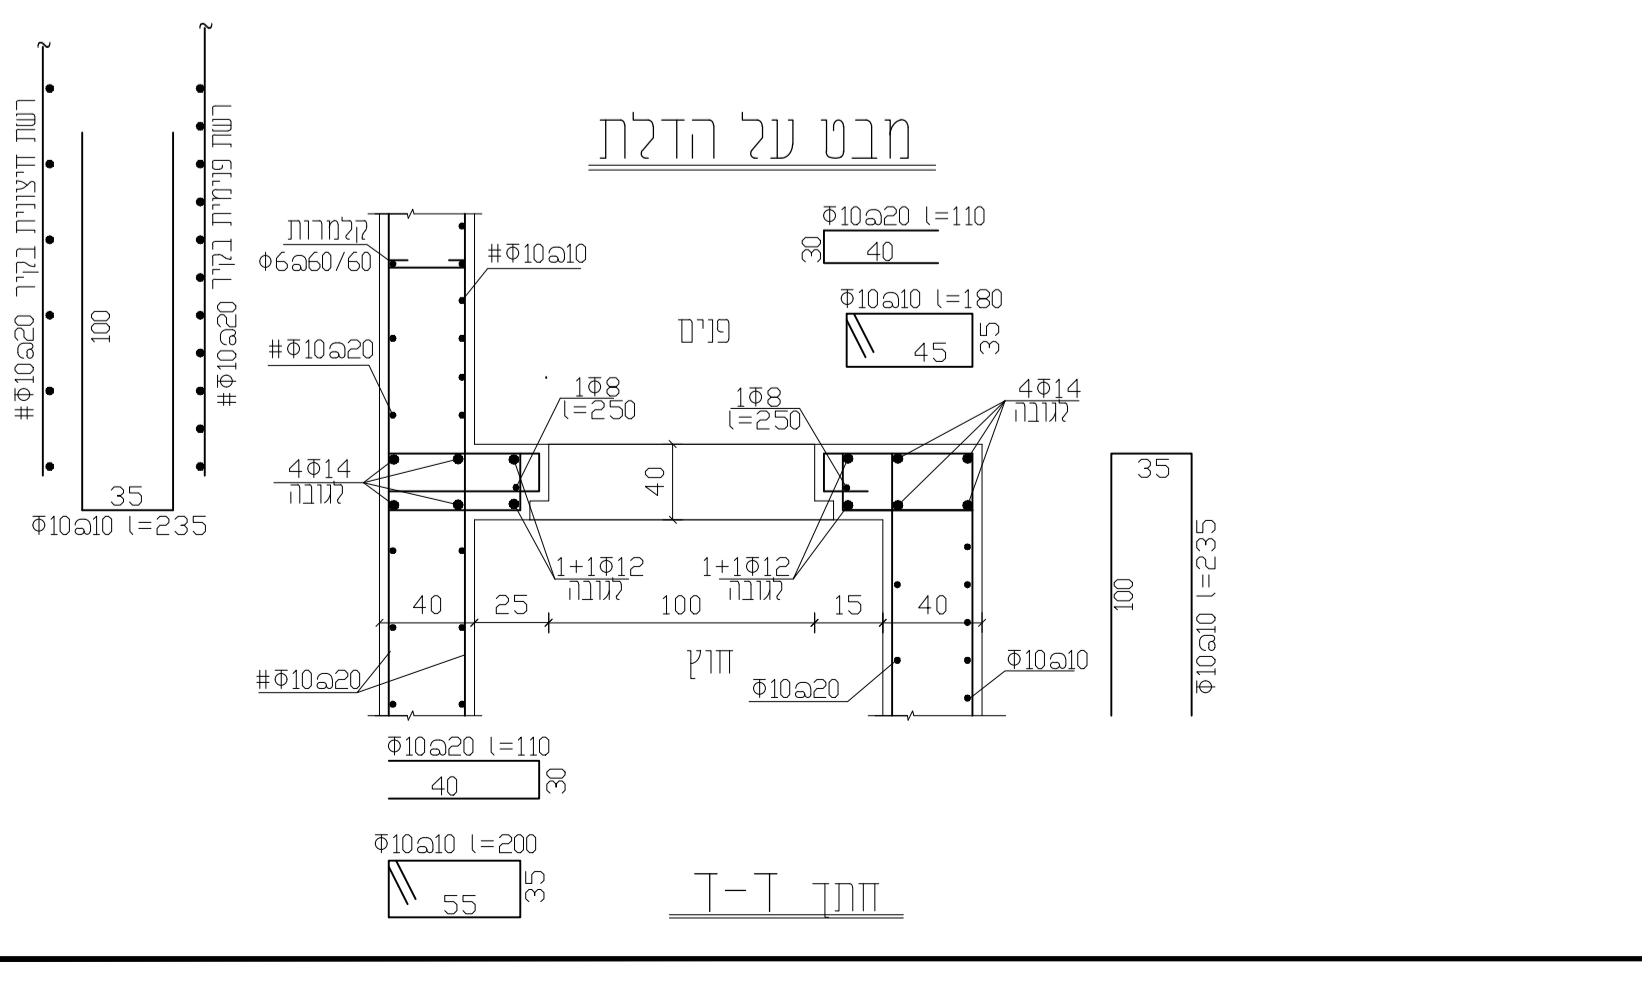 מבט על הדלת
רשת חיצונית בקיר #Φ10@20
רשת פנימית בקיר #Φ10@20
100
35
Φ10@10 l=235
קלמרות
Φ6@60/60
#Φ10@10
#Φ10@20
פנים
Φ10@20 l=110
30
40
Φ10@10 l=180
45
35
1Φ8
l=250
1Φ8
l=250
4Φ14
לגובה
4Φ14
לגובה
40
1+1Φ12
לגובה
1+1Φ12
לגובה
40
25
100
15
40
חוץ
#Φ10@20
Φ10@20
Φ10@10
35
100
Φ10@10 l=235
Φ10@20 l=110
40
30
Φ10@10 l=200
55
35
חתך ד-ד